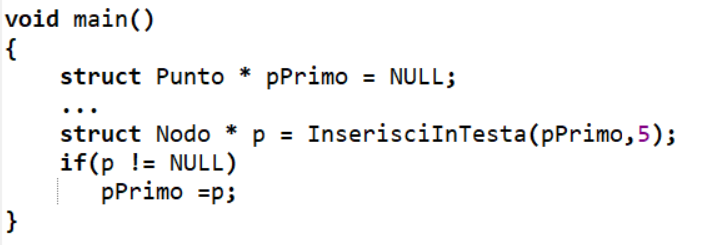 void main()
{
struct Punto * pPrimo = NULL;
...
struct Nodo * p = InserisciInTesta(pPrimo,5);
if(p != NULL)
pPrimo =p;
}